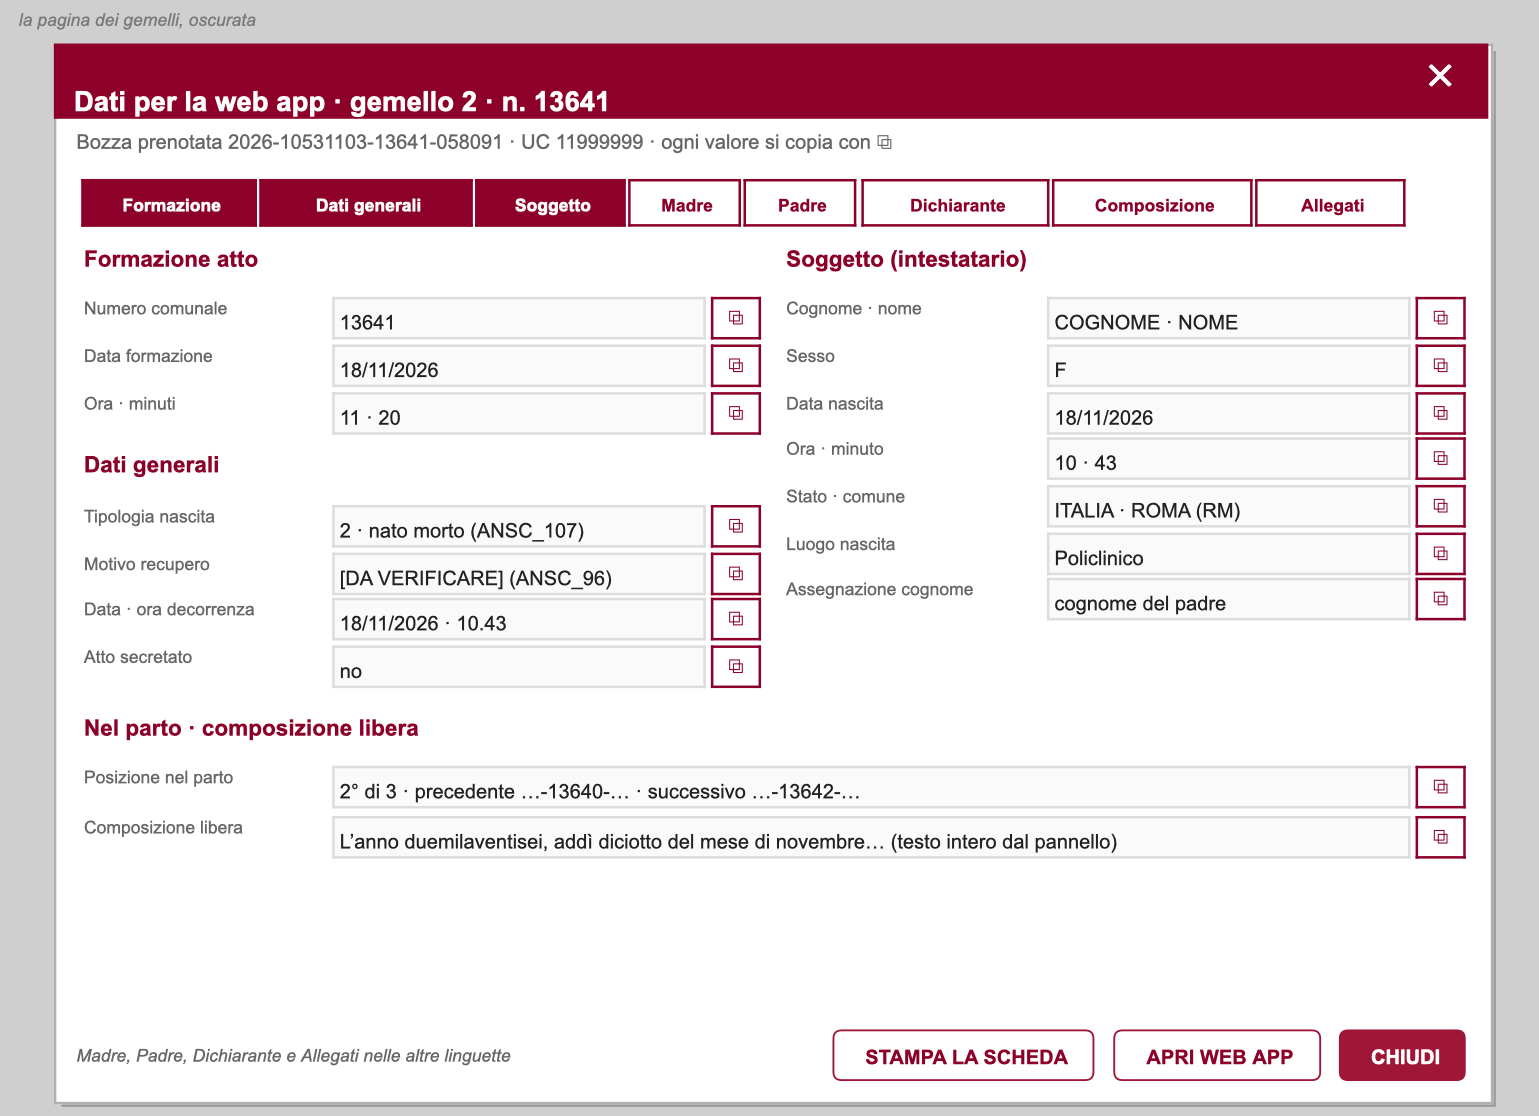 la pagina dei gemelli, oscurata
Dati per la web app · gemello 2 · n. 13641
Bozza prenotata 2026-10531103-13641-058091 · UC 11999999 · ogni valore si copia con
Formazione
Dati generali
Soggetto
Madre
Padre
Dichiarante
Composizione
Allegati
Formazione atto
Numero comunale
13641
Data formazione
18/11/2026
Ora · minuti
11 · 20
Dati generali
Tipologia nascita
2 · nato morto (ANSC_107)
Motivo recupero
[DA VERIFICARE] (ANSC_96)
Data · ora decorrenza
18/11/2026 · 10.43
Atto secretato
no
Soggetto (intestatario)
Cognome · nome
COGNOME · NOME
Sesso
F
Data nascita
18/11/2026
Ora · minuto
10 · 43
Stato · comune
ITALIA · ROMA (RM)
Luogo nascita
Policlinico
Assegnazione cognome
cognome del padre
Nel parto · composizione libera
Posizione nel parto
2° di 3 · precedente …-13640-… · successivo …-13642-…
Composizione libera
L’anno duemilaventisei, addì diciotto del mese di novembre… (testo intero dal pannello)
Madre, Padre, Dichiarante e Allegati nelle altre linguette
STAMPA LA SCHEDA
APRI WEB APP
CHIUDI